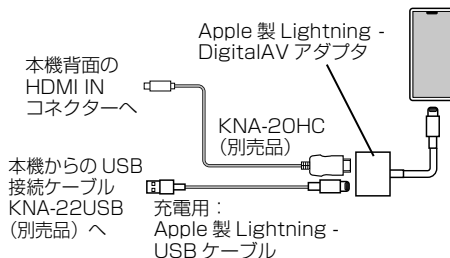 Apple 製 Lightning -
DigitalAV アダプタ
本機背面の
HDMI IN
コネクターへ
KNA-20HC
（別売品）
本機からの USB
接続ケーブル
KNA-22USB
（別売品）へ
充電用：
Apple 製 Lightning -
USB ケーブル